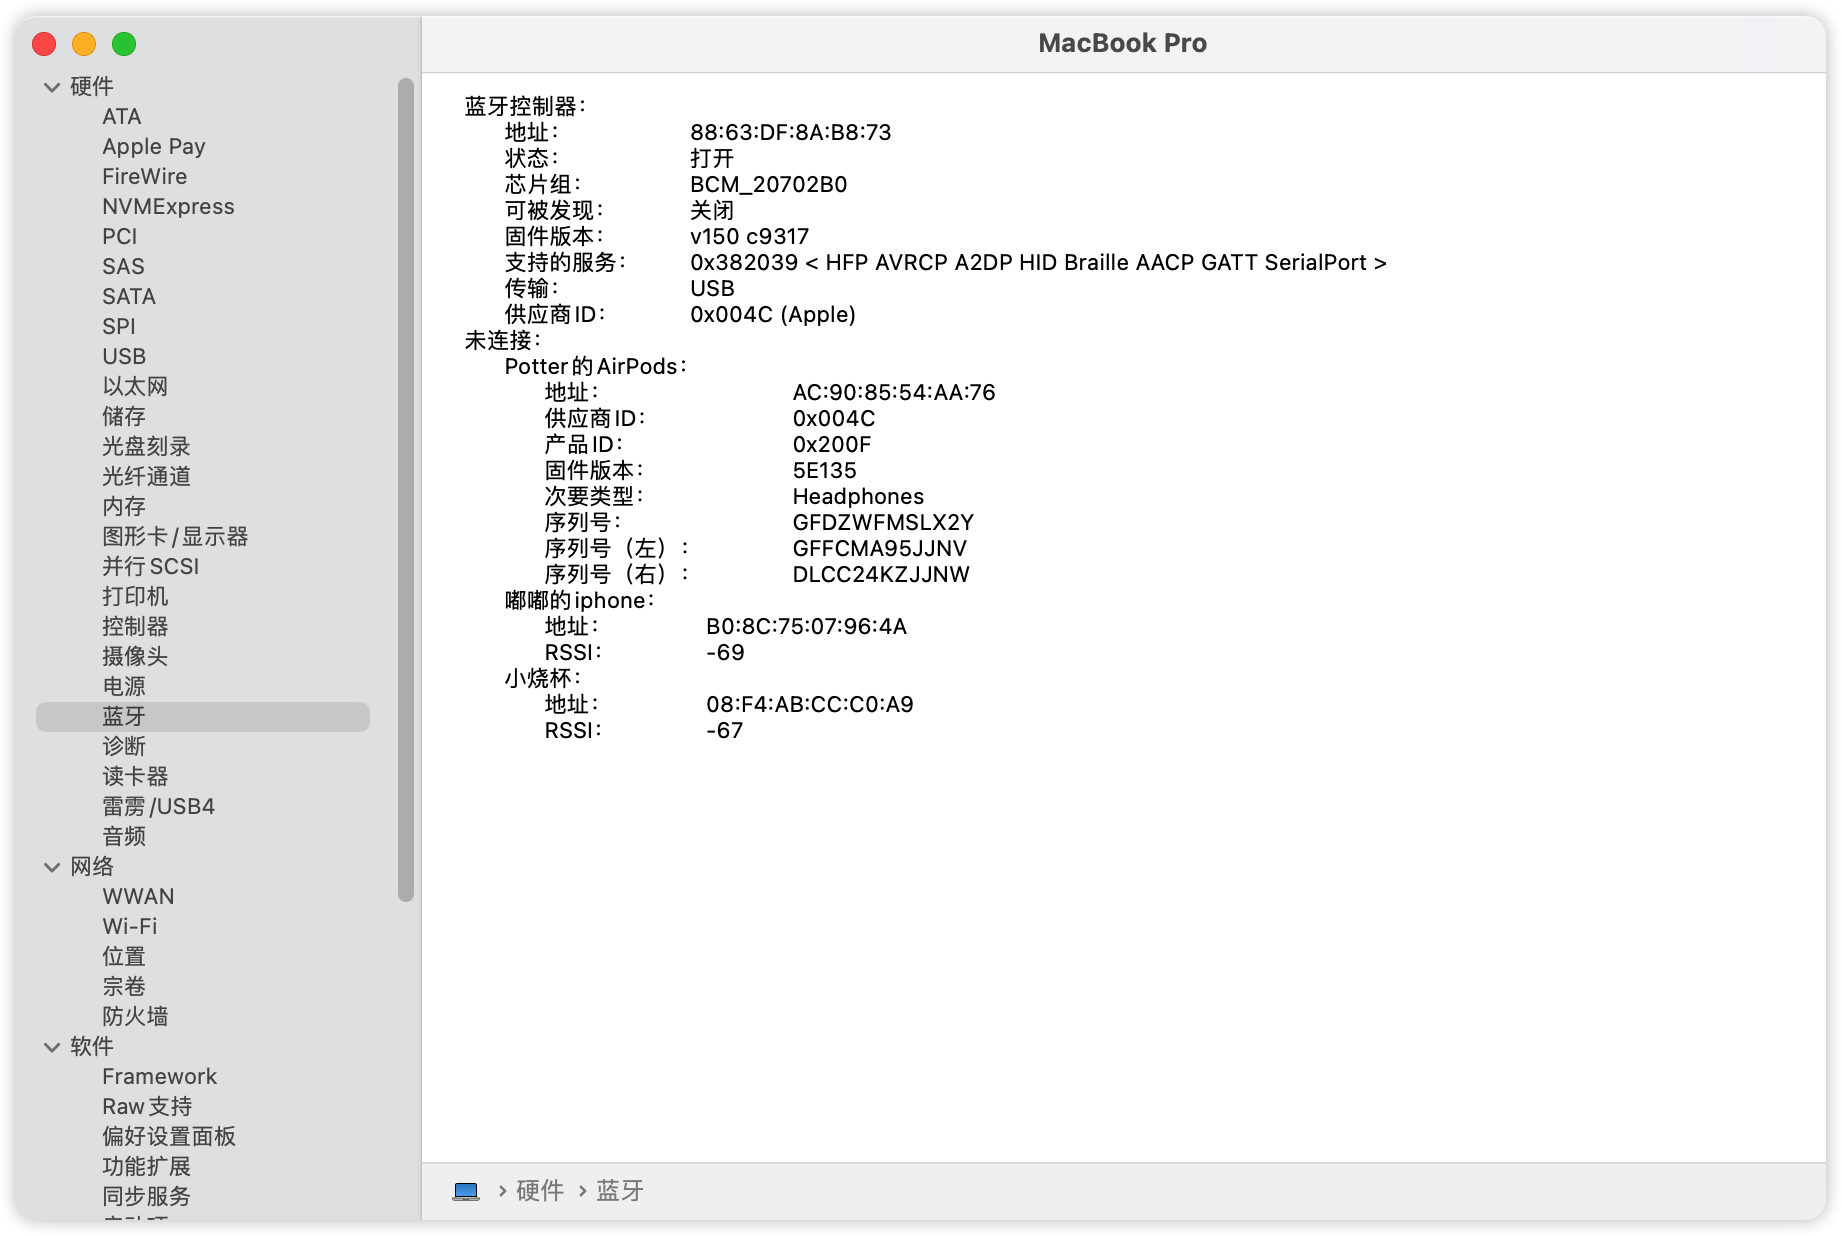 MacBook Pro
硬件
ATA
Apple Pay
FireWire
NVMExpress
PCI
SAS
SATA
SPI
USB
以太网
储存
光盘刻录
光纤通道
内存
图形卡/显示器
并行SCSI
打印机
控制器
摄像头
电源
蓝牙
诊断
读卡器
雷雳/USB4
音频
网络
WWAN
Wi-Fi
位置
宗卷
防火墙
软件
Framework
Raw支持
偏好设置面板
功能扩展
同步服务
蓝牙控制器:
地址: 88:63:DF:8A:B8:73
状态: 打开
芯片组: BCM_20702B0
可被发现: 关闭
固件版本: v150 c9317
支持的服务: 0x382039 < HFP AVRCP A2DP HID Braille AACP GATT SerialPort >
传输: USB
供应商ID: 0x004C (Apple)
未连接:
Potter的AirPods:
地址: AC:90:85:54:AA:76
供应商ID: 0x004C
产品ID: 0x200F
固件版本: 5E135
次要类型: Headphones
序列号: GFDZWFMSLX2Y
序列号（左）: GFFCMA95JJNV
序列号（右）: DLCC24KZJJNW
嘟嘟的iphone:
地址: B0:8C:75:07:96:4A
RSSI: -69
小烧杯:
地址: 08:F4:AB:CC:C0:A9
RSSI: -67
› 硬件 › 蓝牙